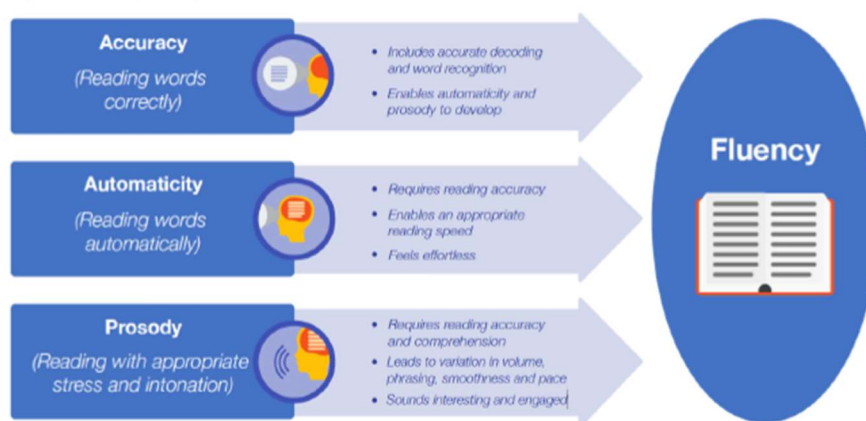 Accuracy
(Reading words
correctly)
• Includes accurate decoding
and word recognition
• Enables automaticity and
prosody to develop
Automaticity
(Reading words
automatically)
• Requires reading accuracy
• Enables an appropriate
reading speed
• Feels effortless
Prosody
(Reading with appropriate
stress and intonation)
• Requires reading accuracy
and comprehension
• Leads to variation in volume,
phrasing, smoothness and pace
• Sounds interesting and engaged
Fluency